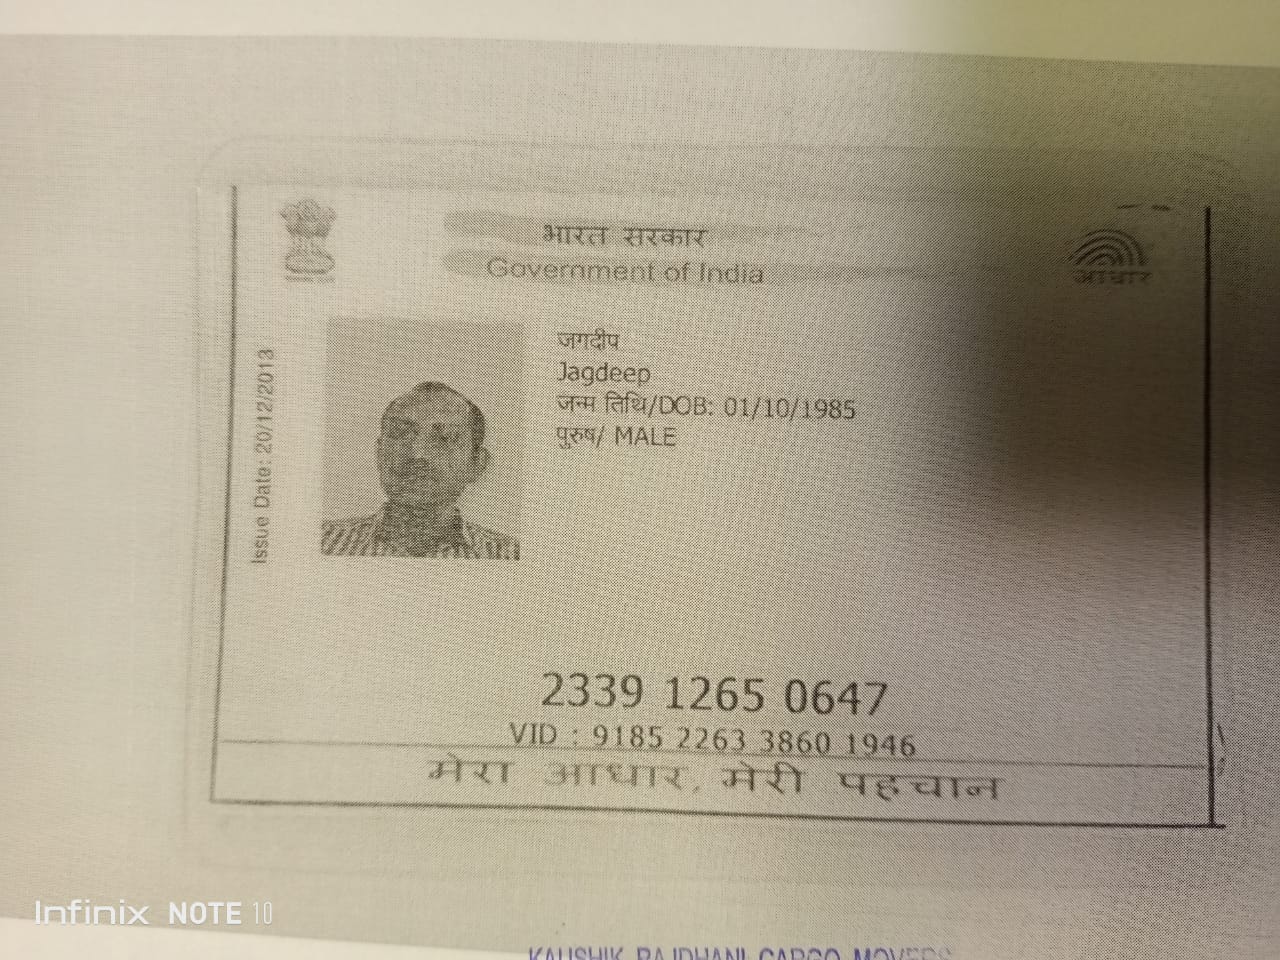 भारत सरकार
Government of India
आधार
Issue Date: 20/12/2013
जगदीप
Jagdeep
जन्म तिथि/DOB: 01/10/1985
पुरुष/ MALE
2339 1265 0647
VID : 9185 2263 3860 1946
मेरा आधार, मेरी पहचान
Infinix NOTE 10
KAUSHIK RAJDHANI CARGO MOVERS